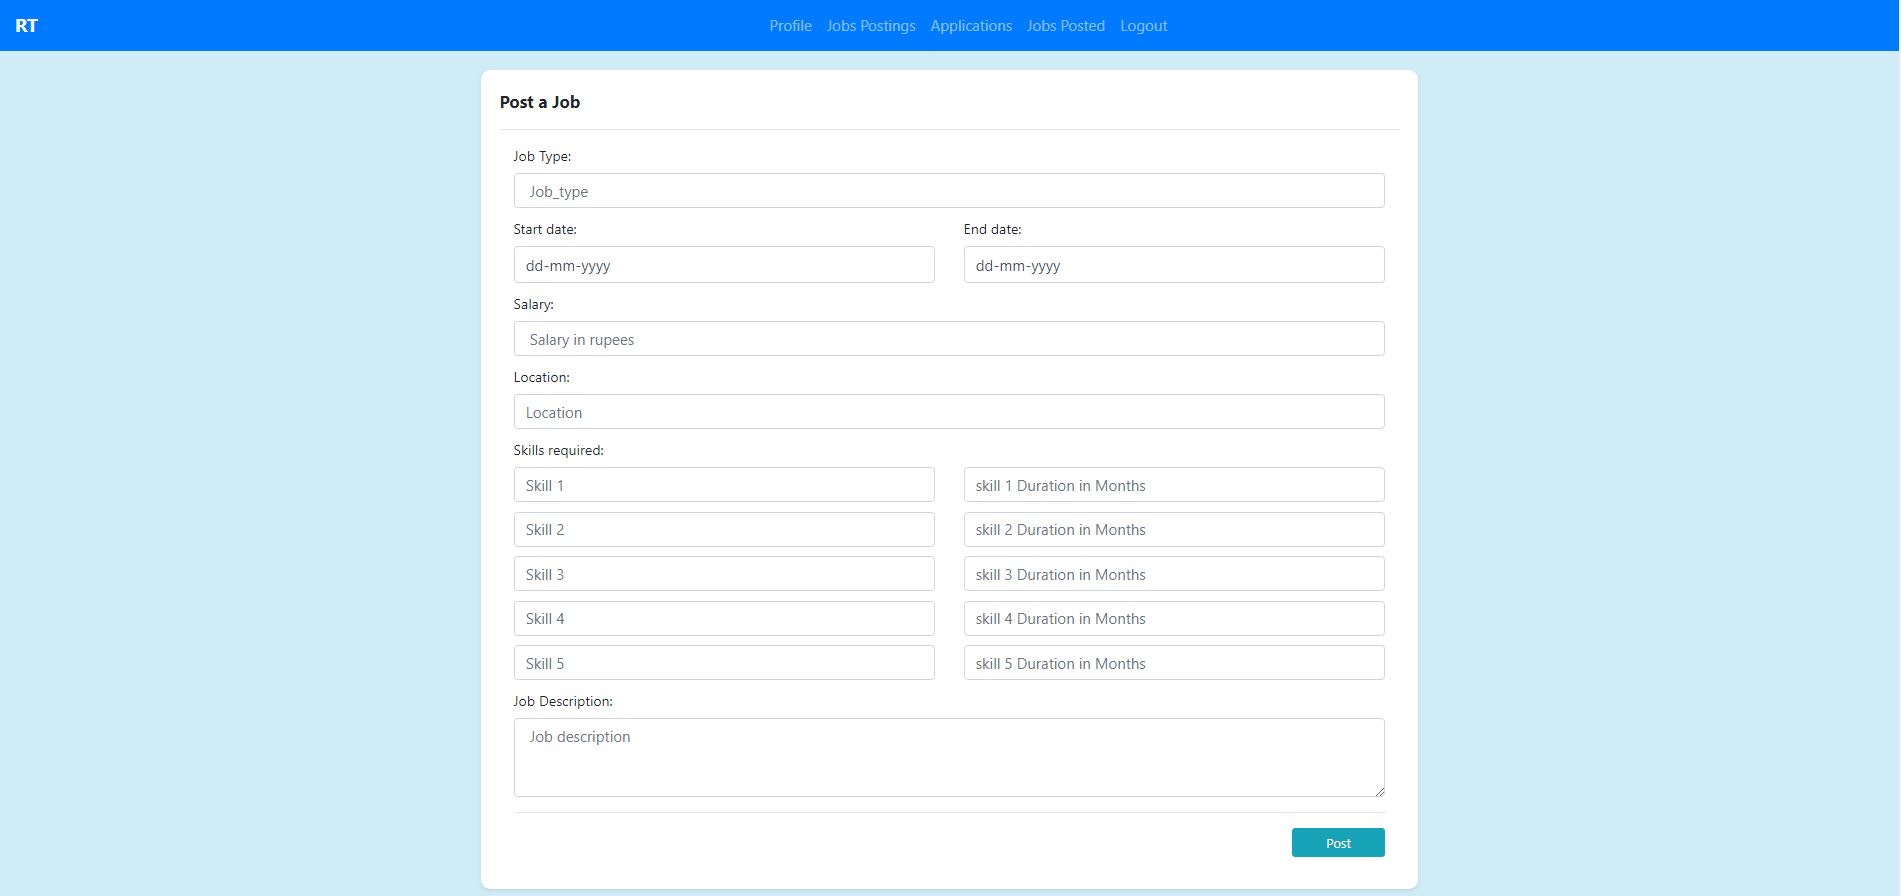 RT Profile Jobs Postings Applications Jobs Posted Logout
Post a Job
Job Type:
Job_type
Start date: End date:
dd-mm-yyyy dd-mm-yyyy
Salary:
Salary in rupees
Location:
Location
Skills required:
Skill 1 skill 1 Duration in Months
Skill 2 skill 2 Duration in Months
Skill 3 skill 3 Duration in Months
Skill 4 skill 4 Duration in Months
Skill 5 skill 5 Duration in Months
Job Description:
Job description
Post